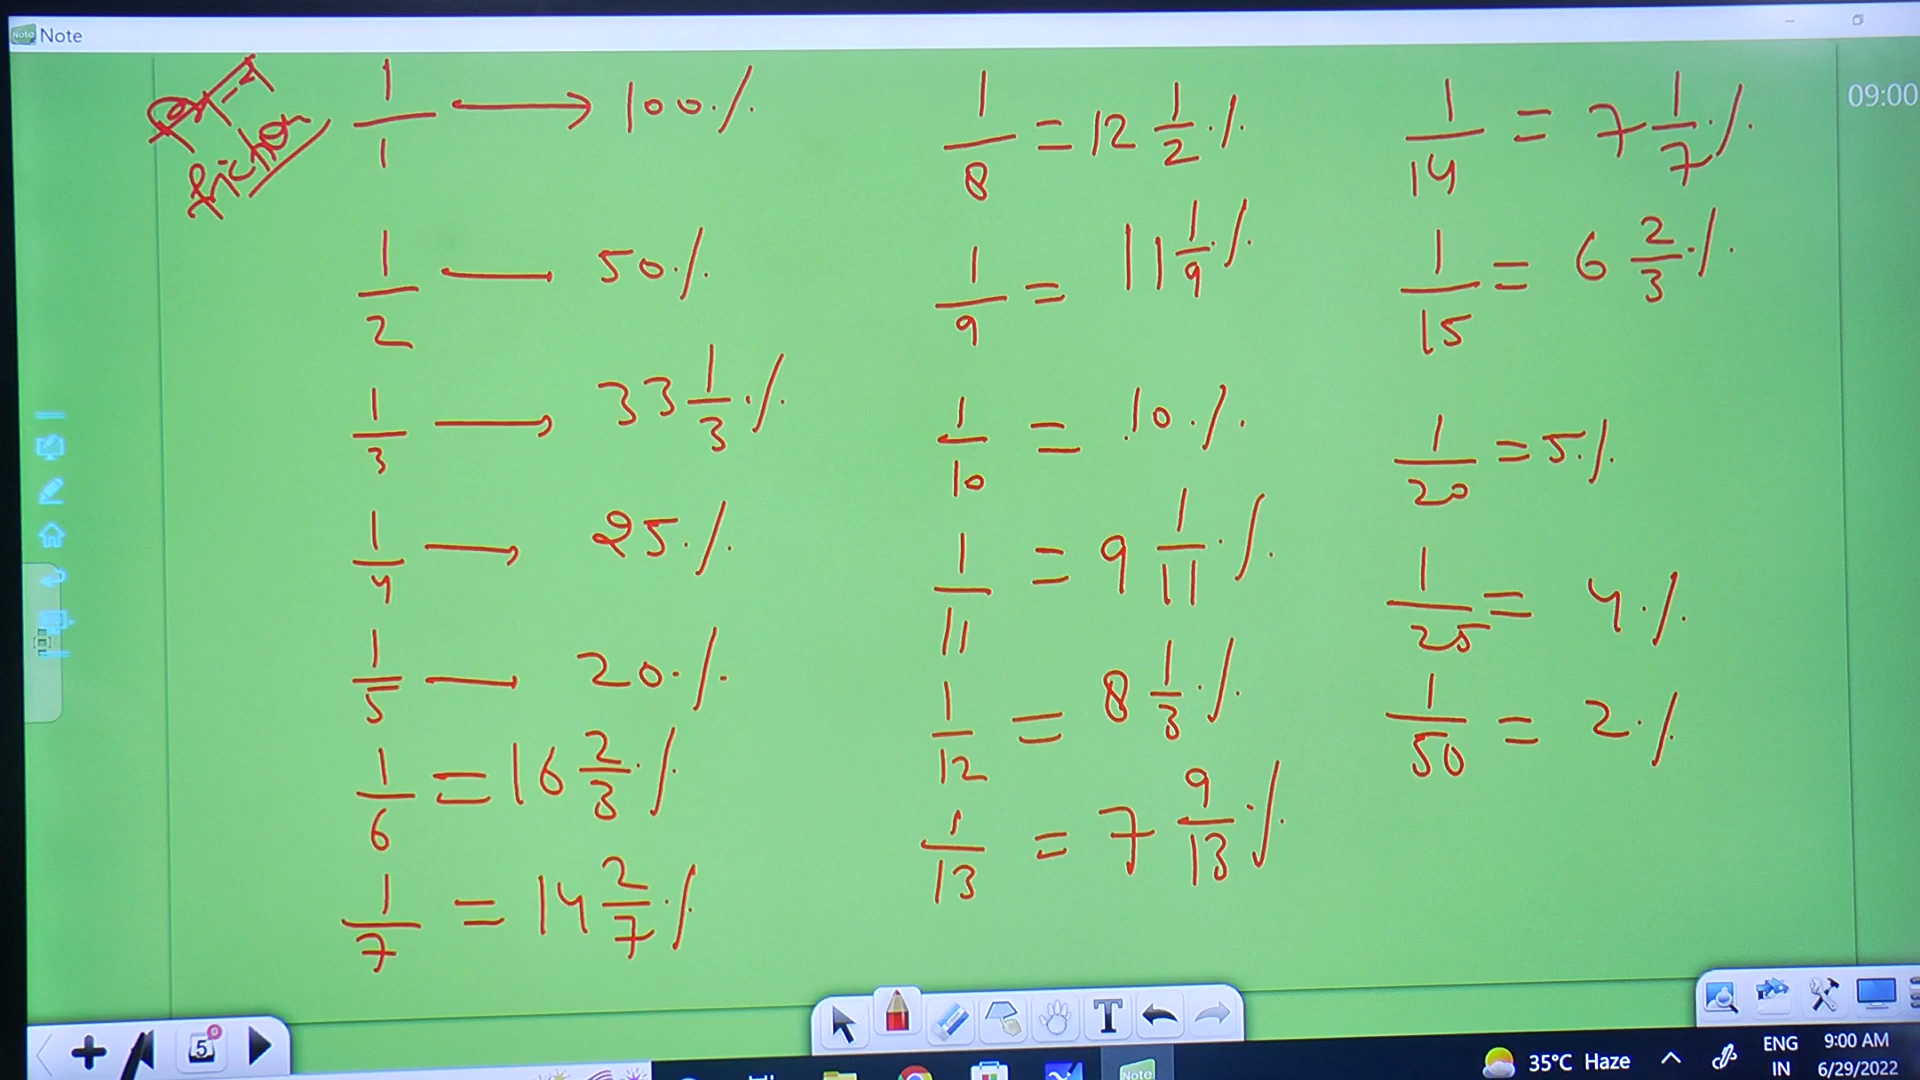 Note
09:00
1/1 → 100%
1/2 — 50%
1/3 → 33 1/3 %
1/4 → 25%
1/5 — 20%
1/6 = 16 2/3 %
1/7 = 14 2/7 %
1/8 = 12 1/2 %
1/9 = 11 1/9 %
1/10 = 10%
1/11 = 9 1/11 %
1/12 = 8 1/3 %
1/13 = 7 9/13 %
1/14 = 7 1/7 %
1/15 = 6 2/3 %
1/20 = 5%
1/25 = 4%
1/50 = 2%
5
T
35°C Haze
ENG
IN
9:00 AM
6/29/2022
Note